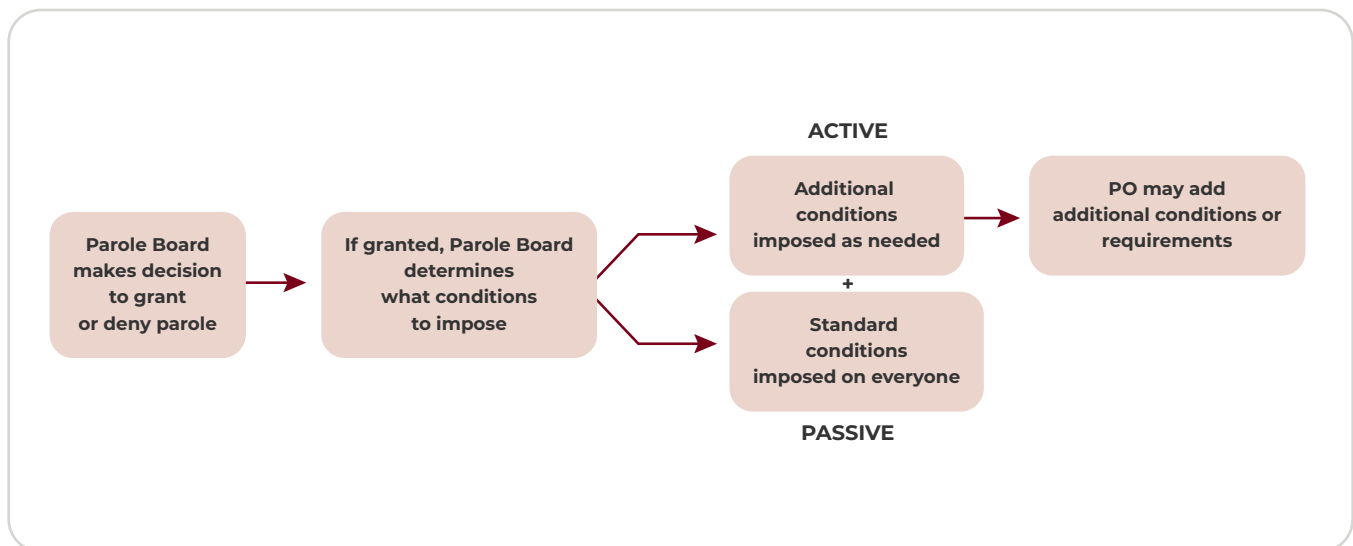 Parole Board
makes decision
to grant
or deny parole
If granted, Parole Board
determines
what conditions
to impose
ACTIVE
Additional
conditions
imposed as needed
+
Standard
conditions
imposed on everyone
PASSIVE
PO may add
additional conditions or
requirements